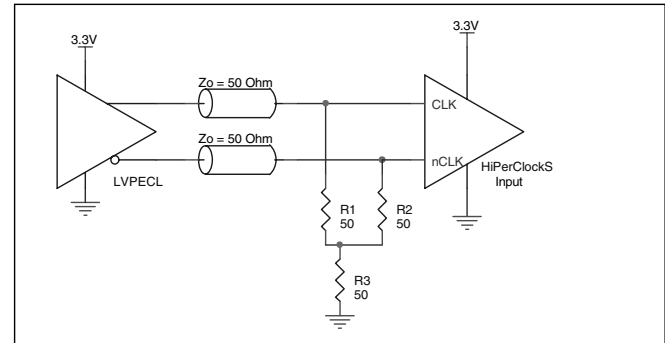 3.3V
3.3V
Zo = 50 Ohm
CLK
Zo = 50 Ohm
nCLK
HiPerClockS
Input
LVPECL
R1
50
R2
50
R3
50